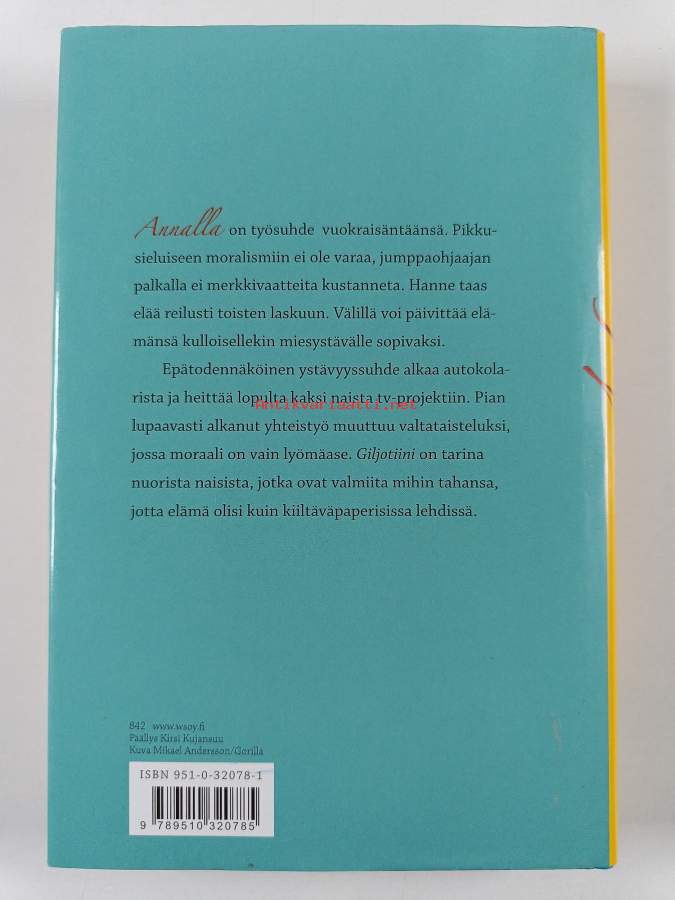 Annalla on työsuhde vuokraisäntäänsä. Pikku-
sieluiseen moralismiin ei ole varaa, jumppaohjaajan
palkalla ei merkkivaatteita kustanneta. Hanne taas
elää reilusti toisten laskuun. Välillä voi päivittää elä-
mänsä kulloisellekin miesystävälle sopivaksi.
Epätodennäköinen ystävyyssuhde alkaa autokola-
rista ja heittää lopulta kaksi naista tv-projektiin. Pian
Antikvariaatti.net
lupaavasti alkanut yhteistyö muuttuu valtataisteluksi,
jossa moraali on vain lyömäase. Giljotiini on tarina
nuorista naisista, jotka ovat valmiita mihin tahansa,
jotta elämä olisi kuin kiiltäväpaperisissa lehdissä.
842 www.wsoy.fi
Päällys Kirsi Kujansuu
Kuva Mikael Andersson/Gorilla
ISBN 951-0-32078-1
9 789510 320785